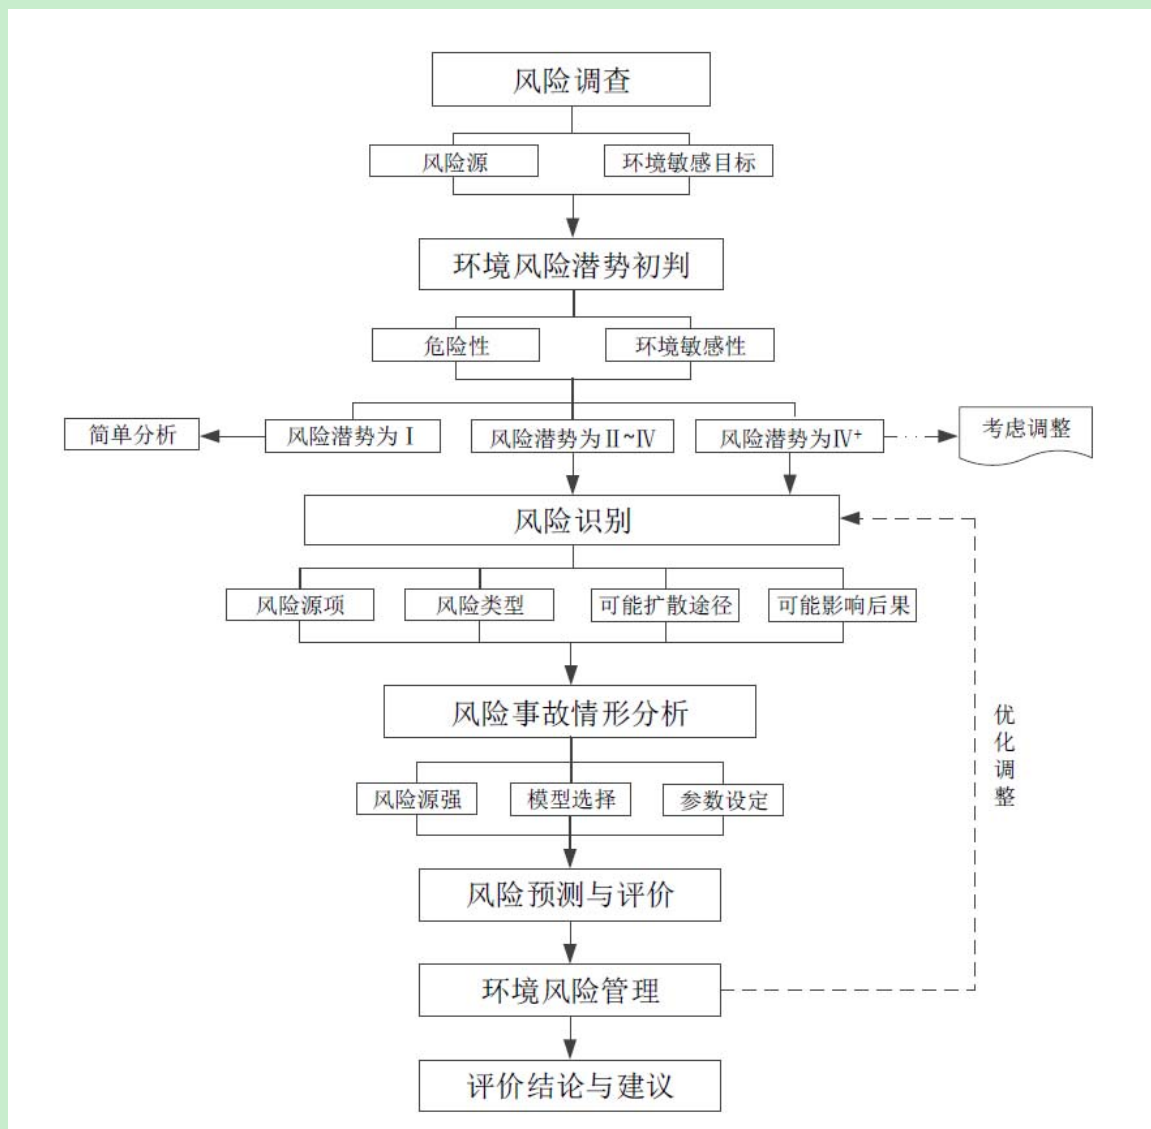 风险调查
风险源
环境敏感目标
环境风险潜势初判
危险性
环境敏感性
简单分析
风险潜势为Ⅰ
风险潜势为Ⅱ~Ⅳ
风险潜势为Ⅳ⁺
考虑调整
风险识别
风险源项
风险类型
可能扩散途径
可能影响后果
风险事故情形分析
优化调整
风险源强
模型选择
参数设定
风险预测与评价
环境风险管理
评价结论与建议